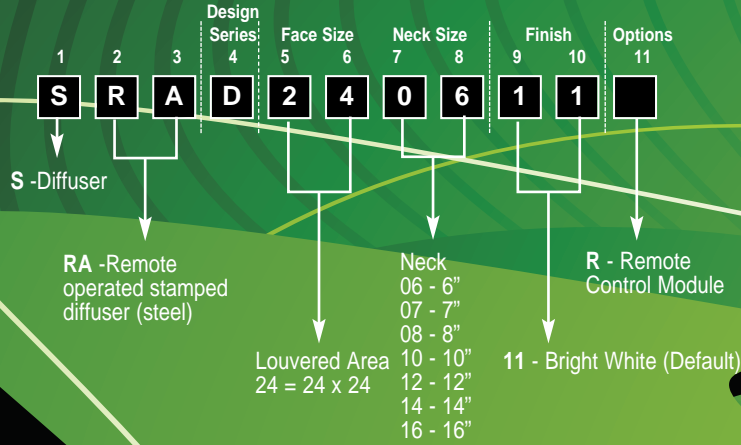 Design
Series Face Size Neck Size Finish Options
1 2 3 4 5 6 7 8 9 10 11
S R A D 2 4 0 6 1 1
S -Diffuser
RA -Remote
operated stamped
diffuser (steel)
Louvered Area
24 = 24 x 24
Neck
06 - 6”
07 - 7”
08 - 8”
10 - 10”
12 - 12”
14 - 14”
16 - 16”
11 - Bright White (Default)
R - Remote
Control Module